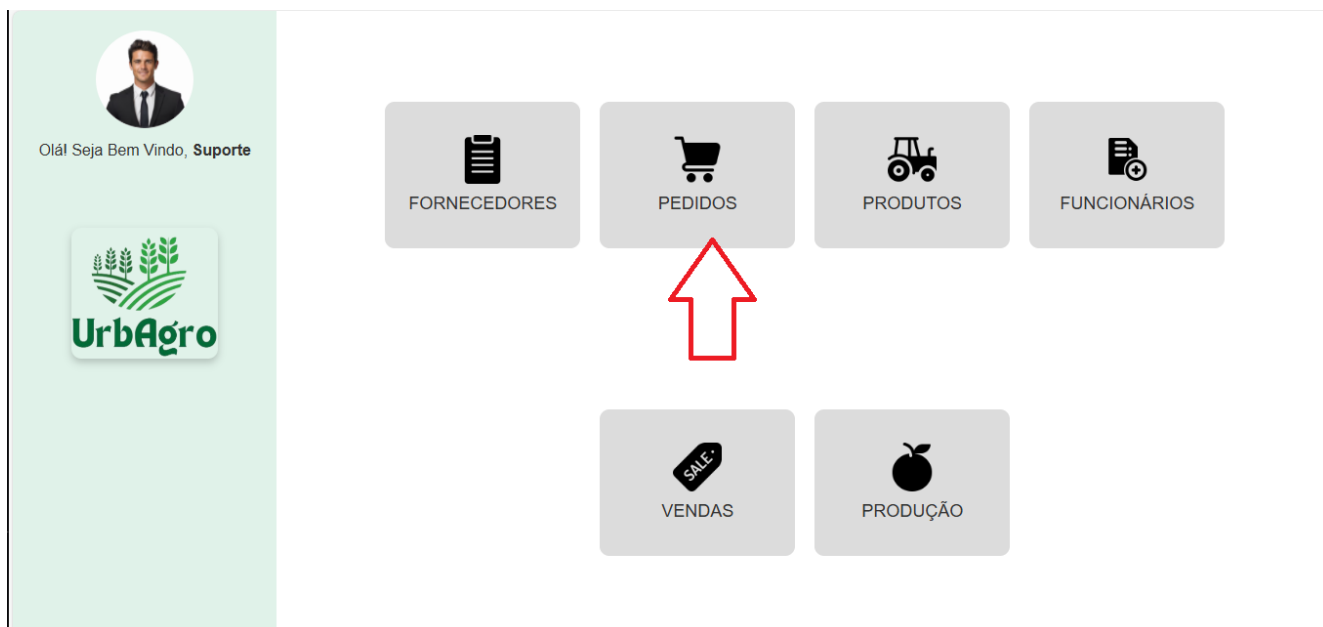 Olá! Seja Bem Vindo, Suporte
UrbAgro
FORNECEDORES
PEDIDOS
PRODUTOS
FUNCIONÁRIOS
SALE
VENDAS
PRODUÇÃO